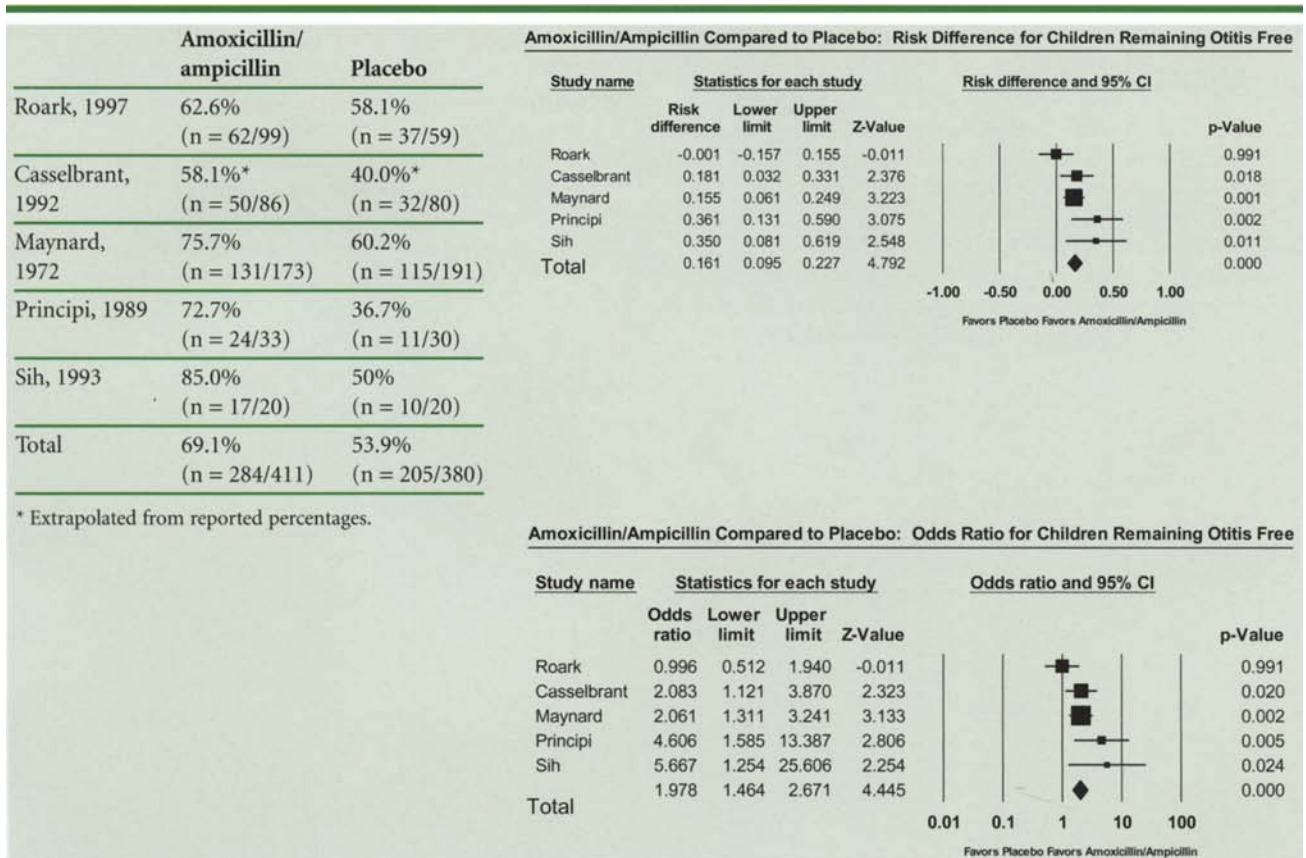 Amoxicillin/
ampicillin Placebo
Roark, 1997 62.6% 58.1%
(n = 62/99) (n = 37/59)
Casselbrant, 58.1%* 40.0%*
1992 (n = 50/86) (n = 32/80)
Maynard, 75.7% 60.2%
1972 (n = 131/173) (n = 115/191)
Principi, 1989 72.7% 36.7%
(n = 24/33) (n = 11/30)
Sih, 1993 85.0% 50%
(n = 17/20) (n = 10/20)
Total 69.1% 53.9%
(n = 284/411) (n = 205/380)
* Extrapolated from reported percentages.
Amoxicillin/Ampicillin Compared to Placebo: Risk Difference for Children Remaining Otitis Free
Study name Statistics for each study Risk difference and 95% CI
Risk Lower Upper
difference limit limit Z-Value p-Value
Roark -0.001 -0.157 0.155 -0.011 0.991
Casselbrant 0.181 0.032 0.331 2.376 0.018
Maynard 0.155 0.061 0.249 3.223 0.001
Principi 0.361 0.131 0.590 3.075 0.002
Sih 0.350 0.081 0.619 2.548 0.011
Total 0.161 0.095 0.227 4.792 0.000
-1.00 -0.50 0.00 0.50 1.00
Favors Placebo Favors Amoxicillin/Ampicillin
Amoxicillin/Ampicillin Compared to Placebo: Odds Ratio for Children Remaining Otitis Free
Study name Statistics for each study Odds ratio and 95% CI
Odds Lower Upper
ratio limit limit Z-Value p-Value
Roark 0.996 0.512 1.940 -0.011 0.991
Casselbrant 2.083 1.121 3.870 2.323 0.020
Maynard 2.061 1.311 3.241 3.133 0.002
Principi 4.606 1.585 13.387 2.806 0.005
Sih 5.667 1.254 25.606 2.254 0.024
1.978 1.464 2.671 4.445 0.000
Total
0.01 0.1 1 10 100
Favors Placebo Favors Amoxicillin/Ampicillin